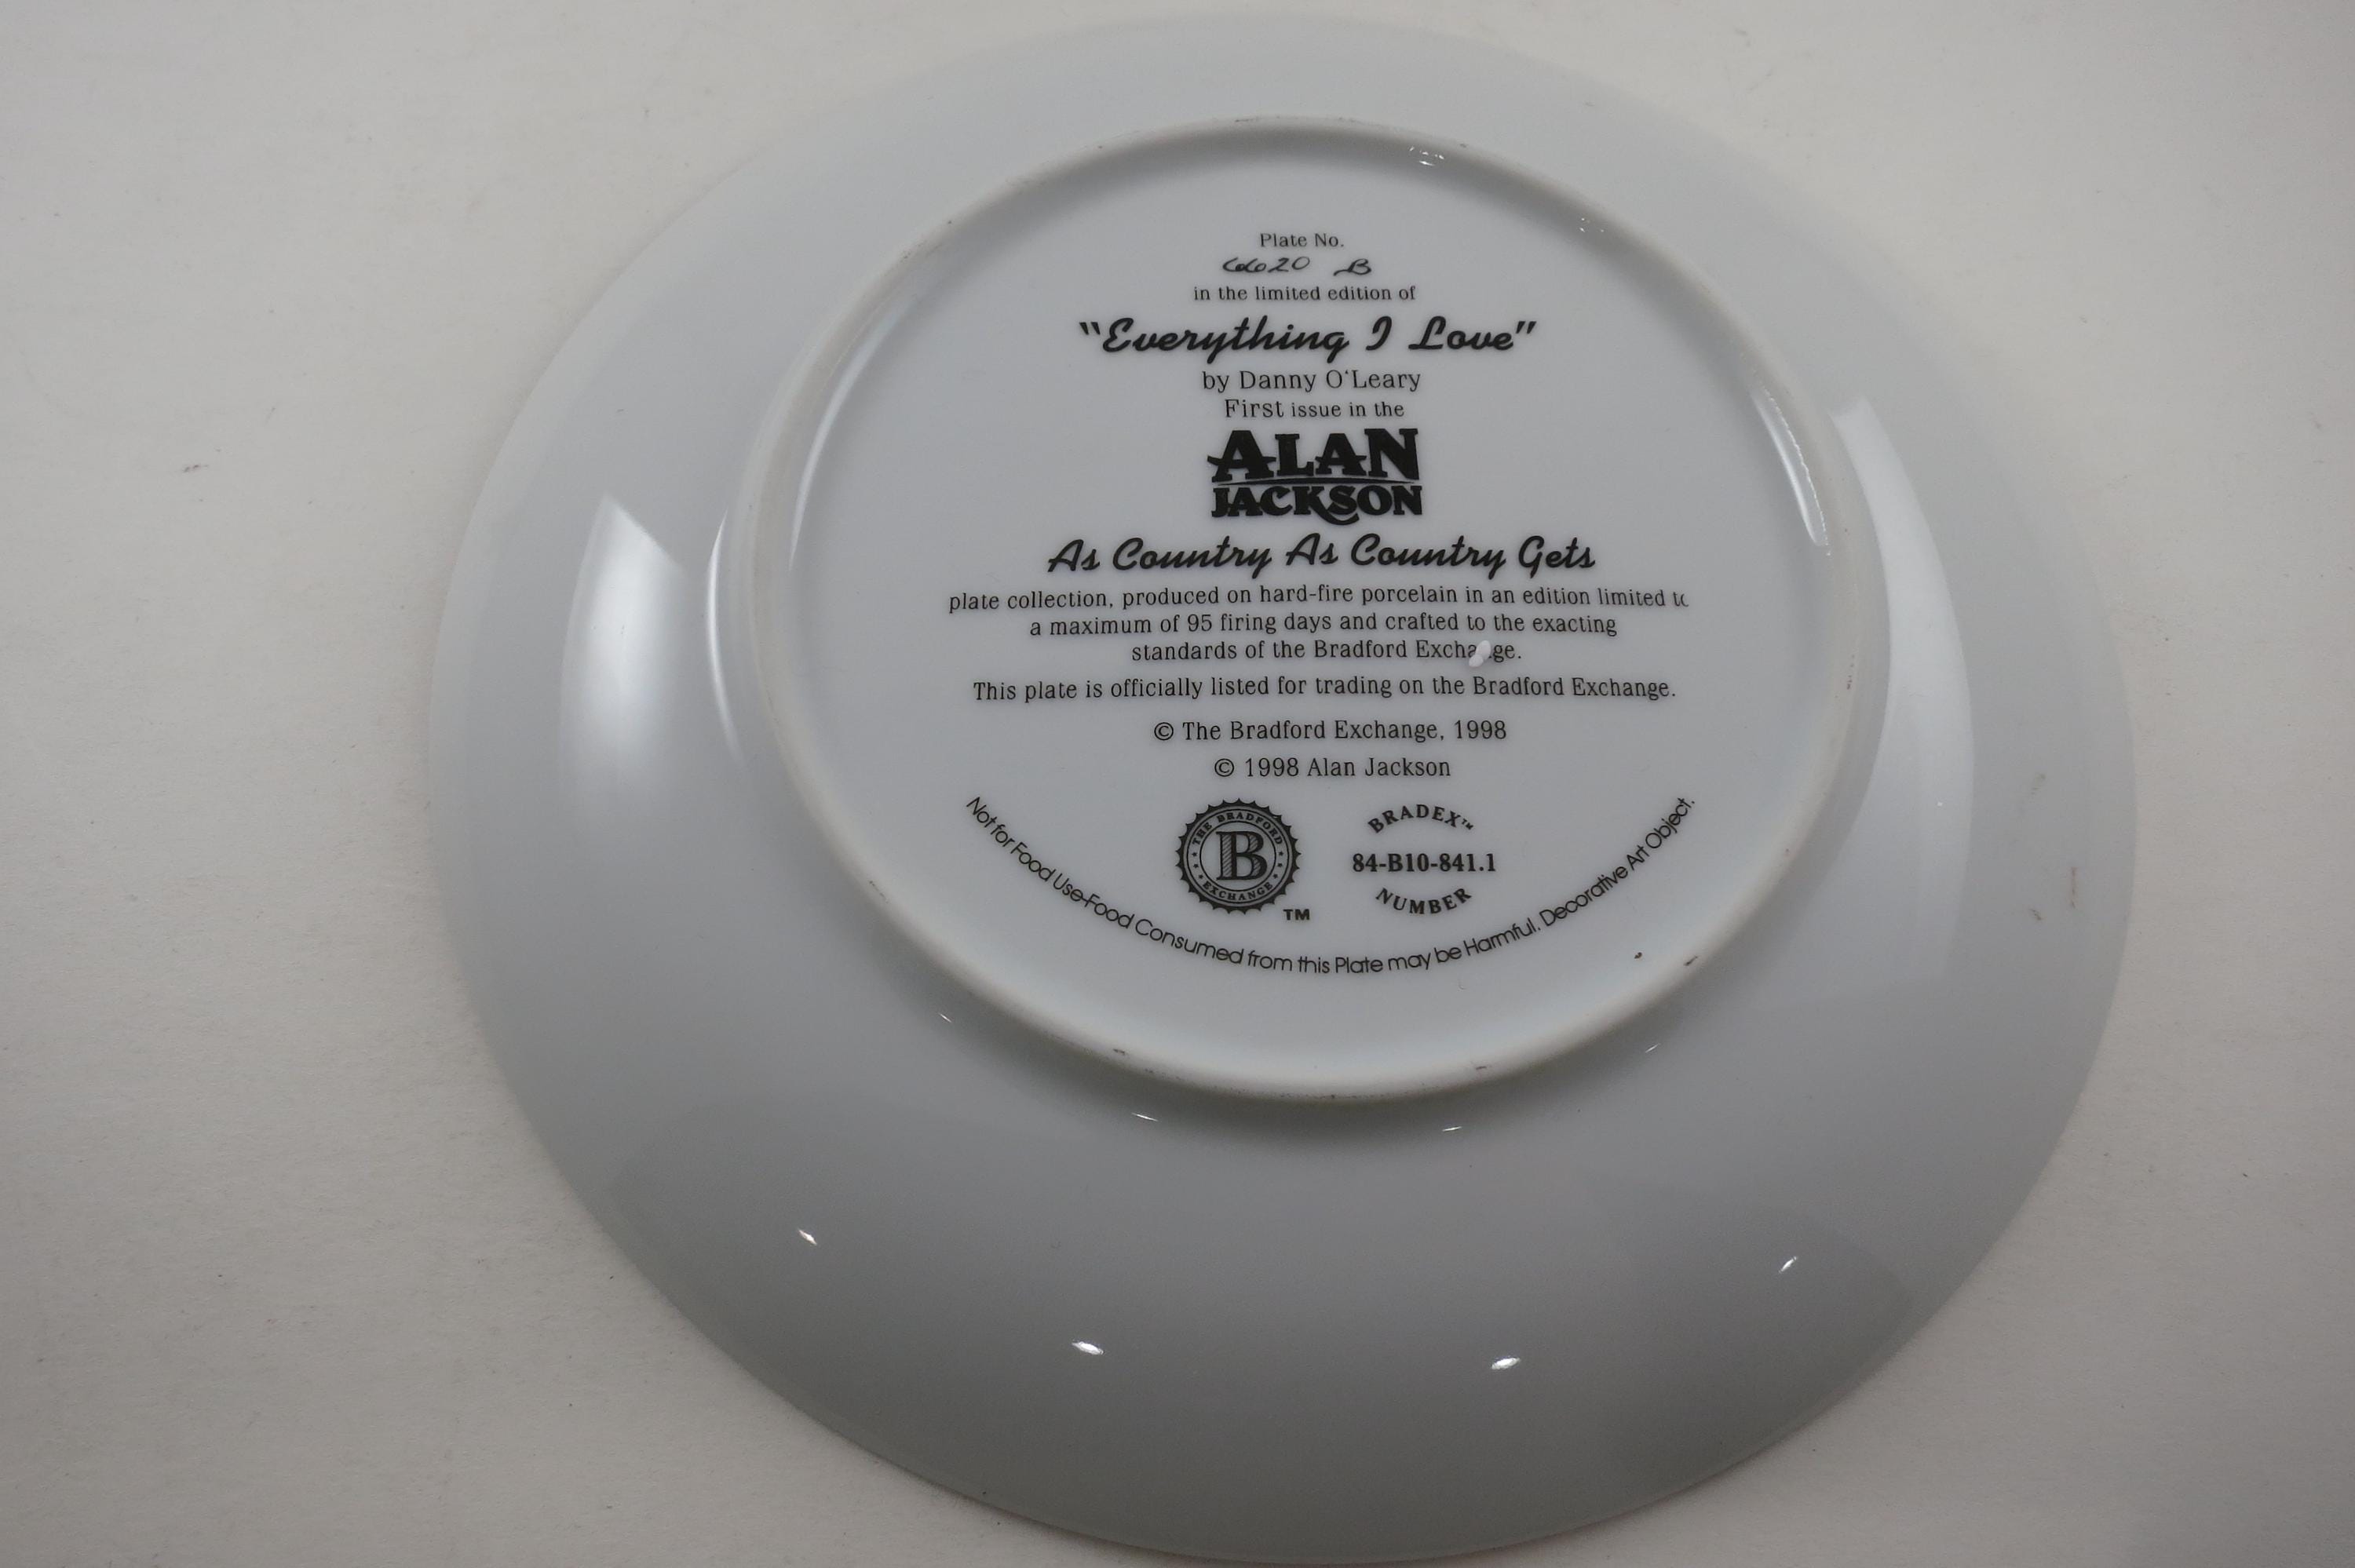 Plate No.
6620 B
in the limited edition of
"Everything I Love"
by Danny O'Leary
First issue in the
ALAN
JACKSON
As Country As Country Gets
plate collection, produced on hard-fire porcelain in an edition limited to
a maximum of 95 firing days and crafted to the exacting
standards of the Bradford Exchange.
This plate is officially listed for trading on the Bradford Exchange.
© The Bradford Exchange, 1998
© 1998 Alan Jackson
THE BRADFORD
B
EXCHANGE
TM
BRADEX™
84-B10-841.1
NUMBER
Not for Food Use-Food Consumed from this Plate may be Harmful. Decorative Art Object.